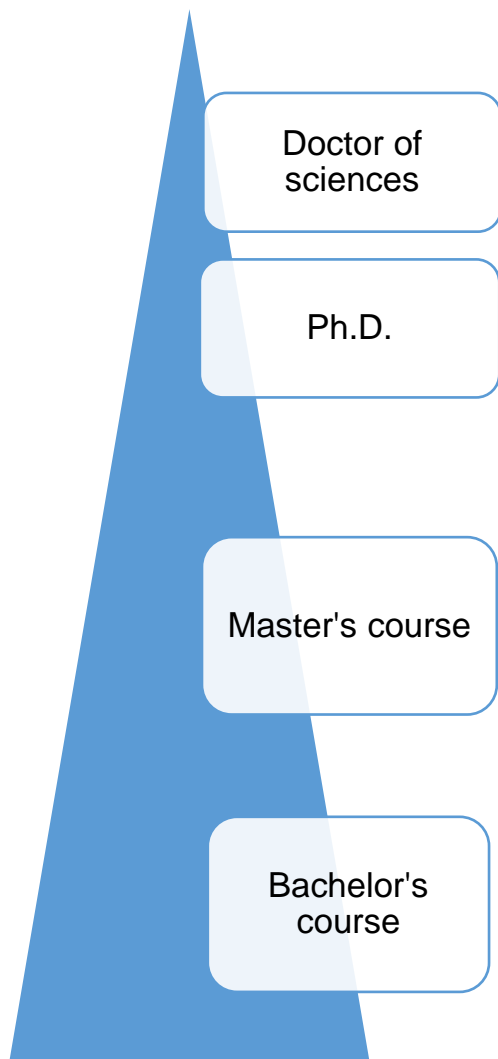 Doctor of
sciences
Ph.D.
Master's course
Bachelor's
course